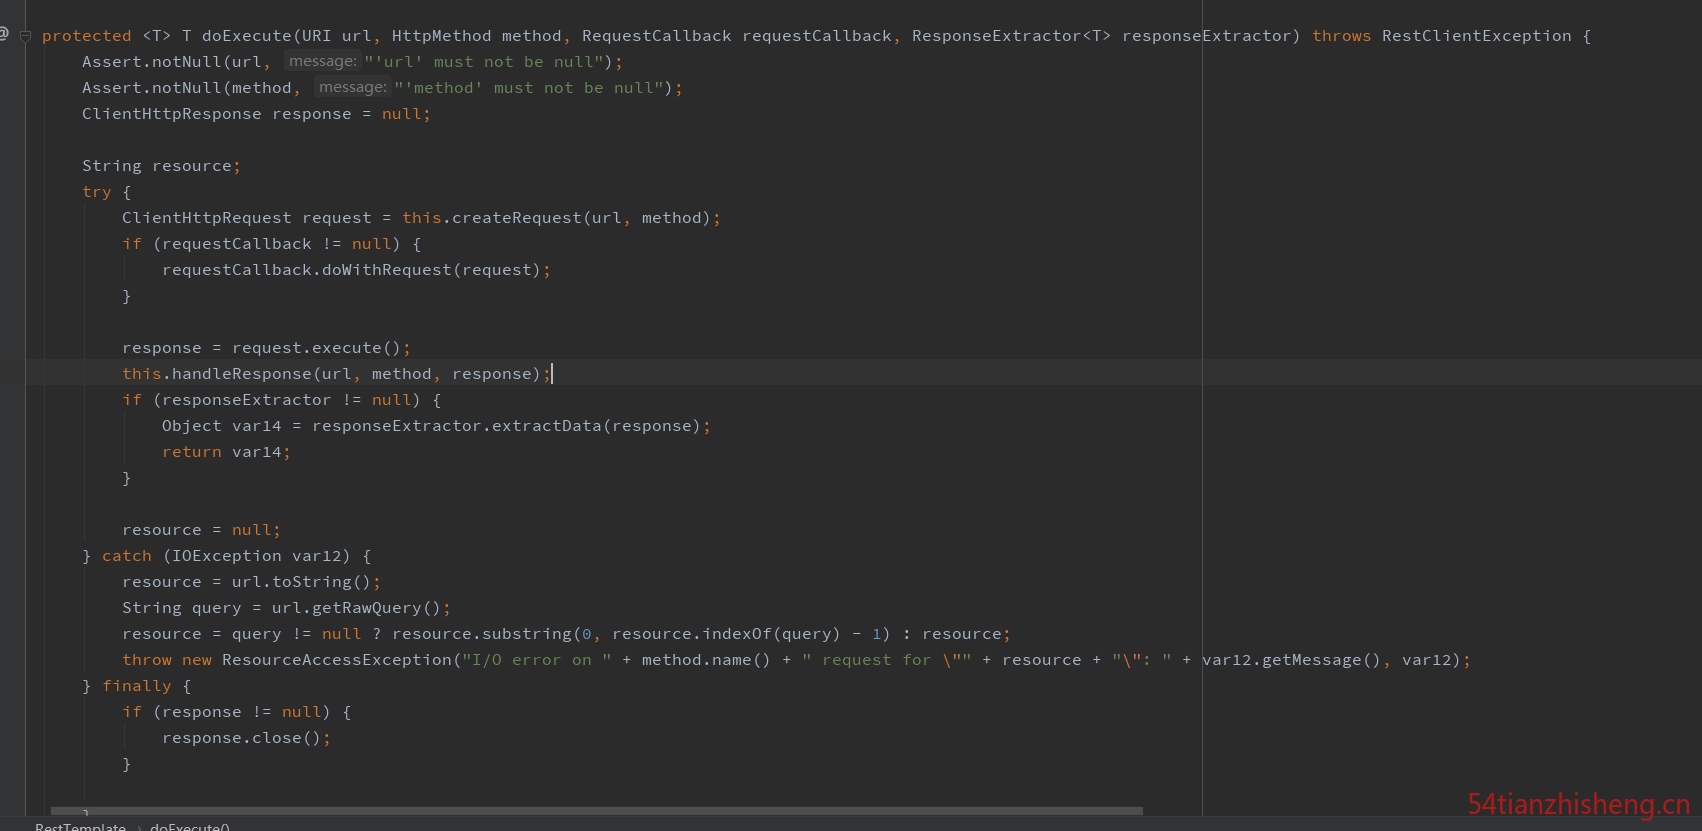 @
protected <T> T doExecute(URI url, HttpMethod method, RequestCallback requestCallback, ResponseExtractor<T> responseExtractor) throws RestClientException {
Assert.notNull(url, message: "'url' must not be null");
Assert.notNull(method, message: "'method' must not be null");
ClientHttpResponse response = null;
String resource;
try {
ClientHttpRequest request = this.createRequest(url, method);
if (requestCallback != null) {
requestCallback.doWithRequest(request);
}
response = request.execute();
this.handleResponse(url, method, response);
if (responseExtractor != null) {
Object var14 = responseExtractor.extractData(response);
return var14;
}
resource = null;
} catch (IOException var12) {
resource = url.toString();
String query = url.getRawQuery();
resource = query != null ? resource.substring(0, resource.indexOf(query) - 1) : resource;
throw new ResourceAccessException("I/O error on " + method.name() + " request for \"" + resource + "\": " + var12.getMessage(), var12);
} finally {
if (response != null) {
response.close();
}
}
54tianzhisheng.cn
RestTemplate › doExecute()